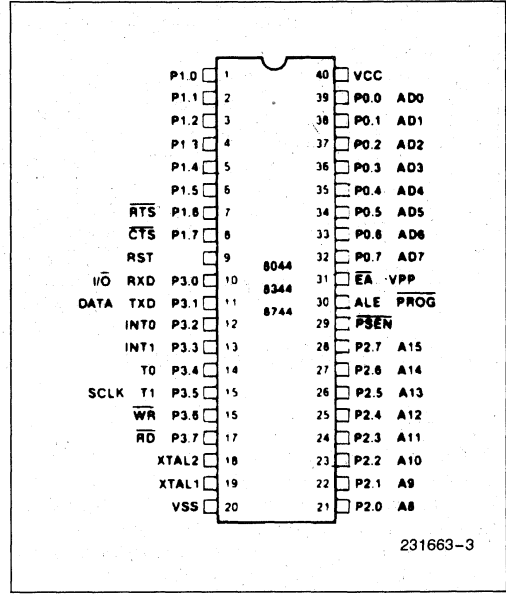 P1.0 1 40 VCC
P1.1 2 39 P0.0 AD0
P1.2 3 38 P0.1 AD1
P1.3 4 37 P0.2 AD2
P1.4 5 36 P0.3 AD3
P1.5 6 35 P0.4 AD4
RTS P1.6 7 34 P0.5 AD5
CTS P1.7 8 33 P0.6 AD6
RST 9 32 P0.7 AD7
8044
I/O RXD P3.0 10 31 EA VPP
8344
DATA TXD P3.1 11 30 ALE PROG
8744
INT0 P3.2 12 29 PSEN
INT1 P3.3 13 28 P2.7 A15
T0 P3.4 14 27 P2.6 A14
SCLK T1 P3.5 15 26 P2.5 A13
WR P3.6 15 25 P2.4 A12
RD P3.7 17 24 P2.3 A11
XTAL2 18 23 P2.2 A10
XTAL1 19 22 P2.1 A9
VSS 20 21 P2.0 A8
231663-3